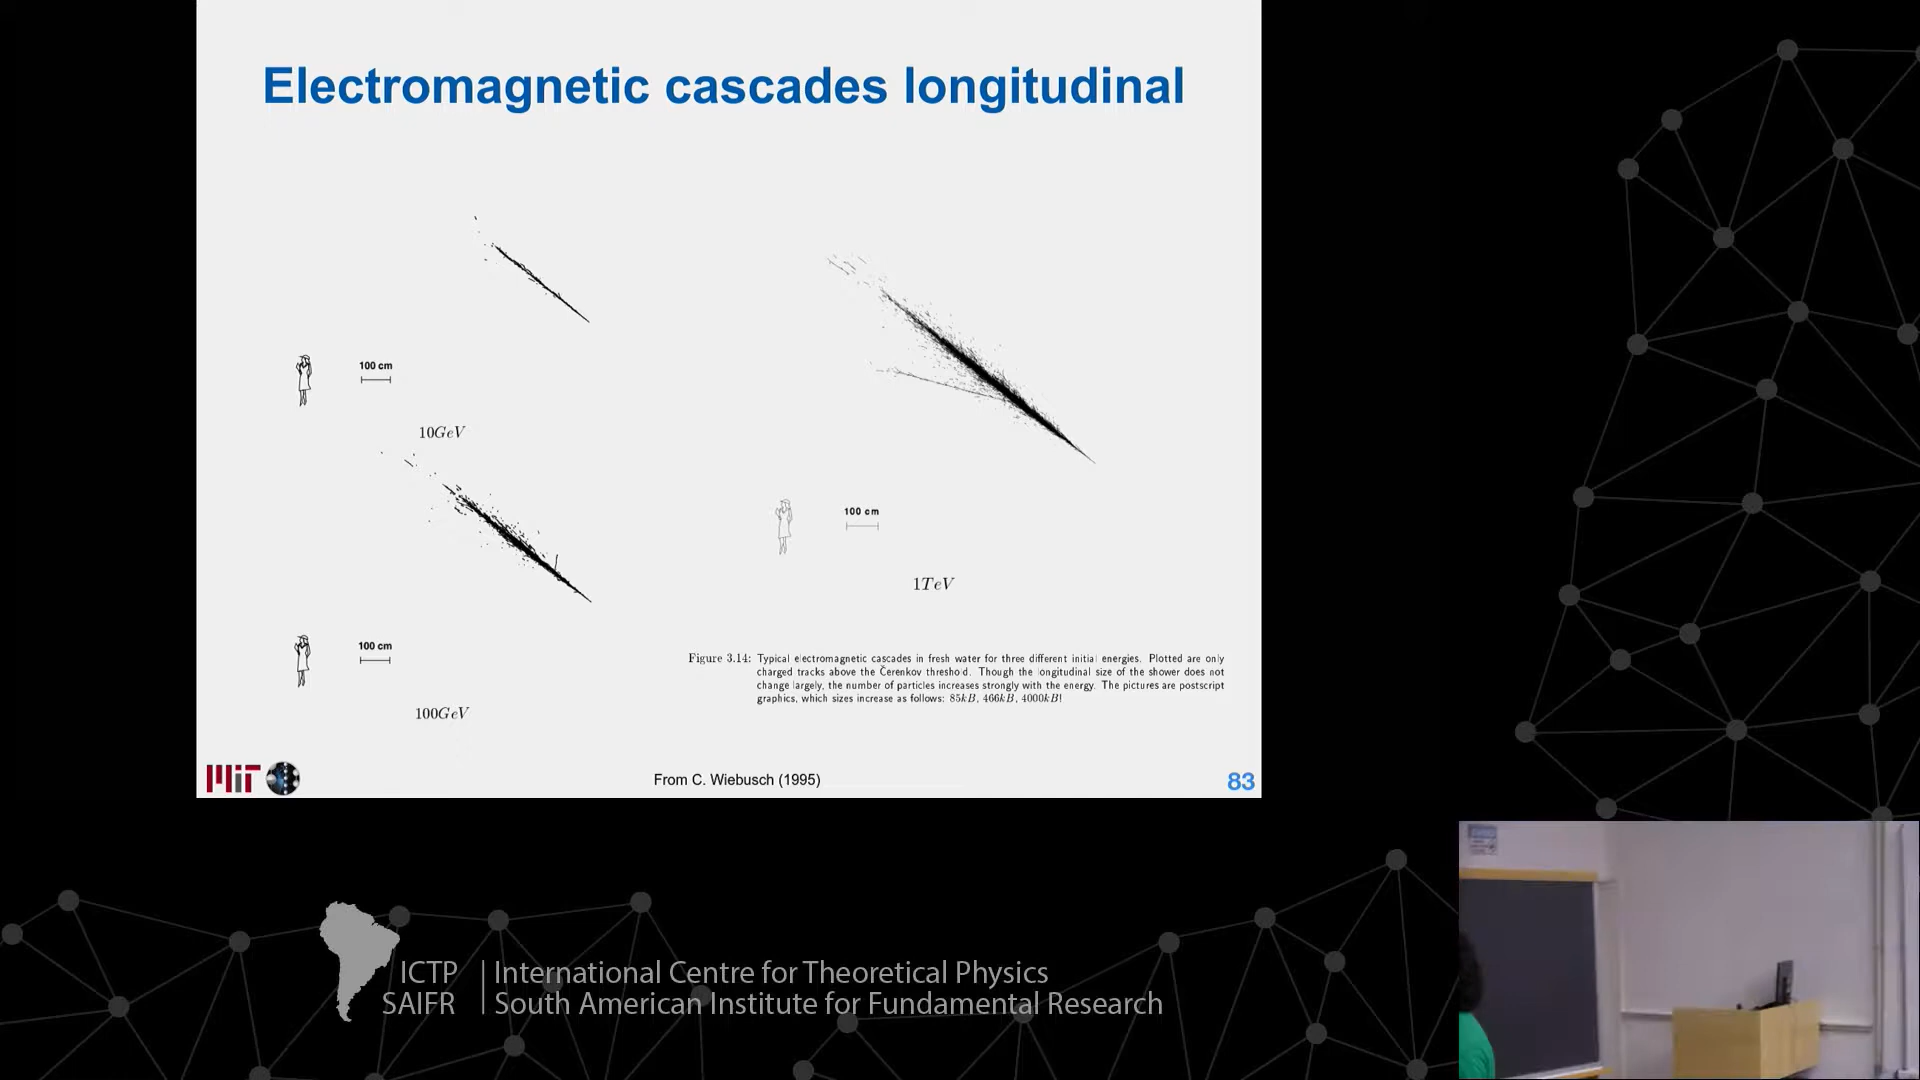 Electromagnetic cascades longitudinal
100 cm
10GeV
100 cm
100GeV
100 cm
1TeV
Figure 3.14: Typical electromagnetic cascades in fresh water for three different initial energies. Plotted are only
charged tracks above the Čerenkov threshold. Though the longitudinal size of the shower does not
change largely, the number of particles increases strongly with the energy. The pictures are postscript
graphics, which sizes increase as follows: 85kB, 466kB, 4000kB!
MIT
From C. Wiebusch (1995)
83
ICTP International Centre for Theoretical Physics
SAIFR South American Institute for Fundamental Research